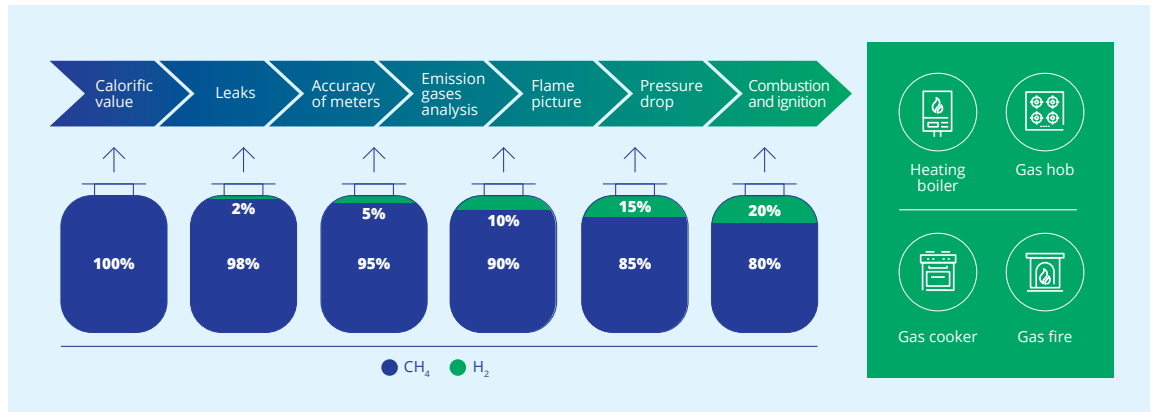 Calorific
value
Leaks
Accuracy
of meters
Emission
gases
analysis
Flame
picture
Pressure
drop
Combustion
and ignition
100%
2%
98%
5%
95%
10%
90%
15%
85%
20%
80%
CH₄
H₂
Heating
boiler
Gas hob
Gas cooker
Gas fire